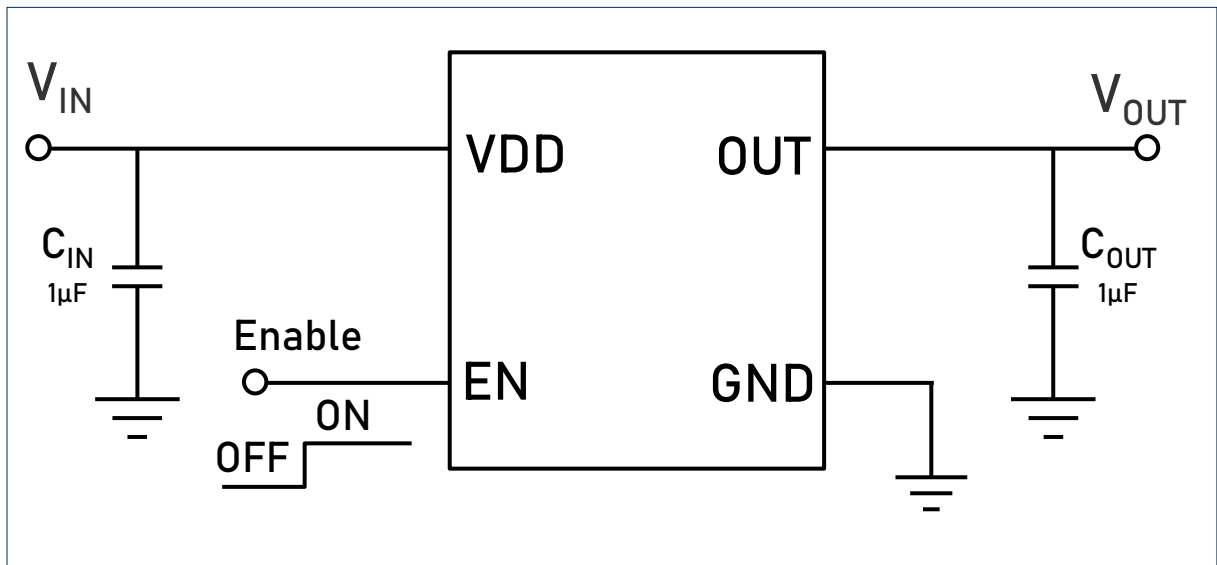 V_IN
V_OUT
VDD
OUT
C_IN
1µF
C_OUT
1µF
Enable
EN
GND
ON
OFF